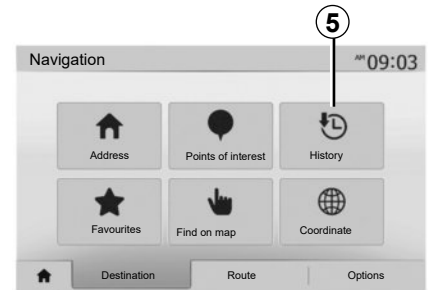 5
Navigation
AM 09:03
Address
Points of interest
History
Favourites
Find on map
Coordinate
Destination
Route
Options